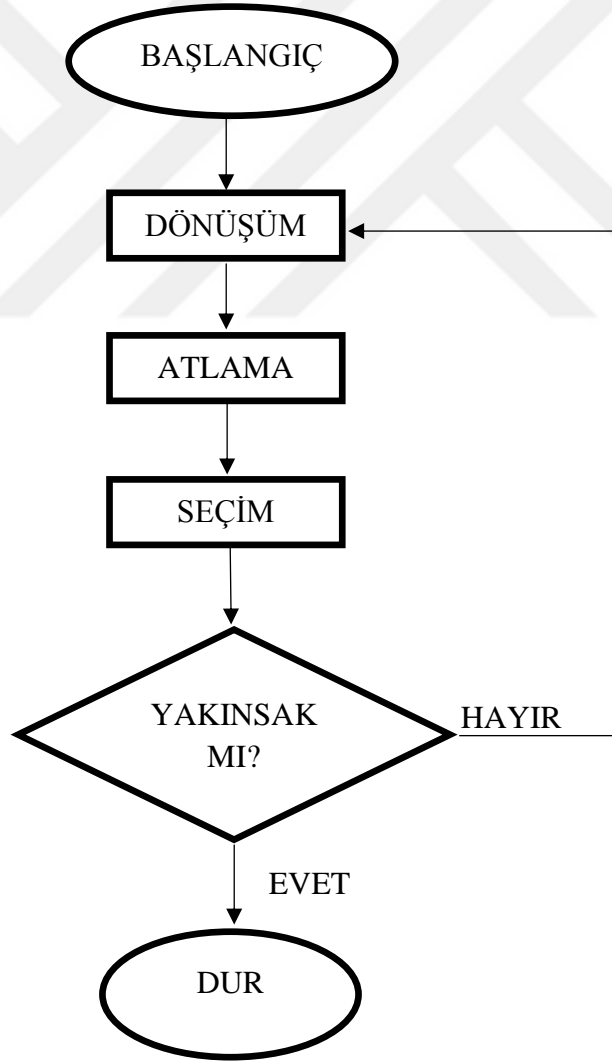 BAŞLANGIÇ
DÖNÜŞÜM
ATLAMA
SEÇİM
YAKINSAK
MI?
HAYIR
EVET
DUR